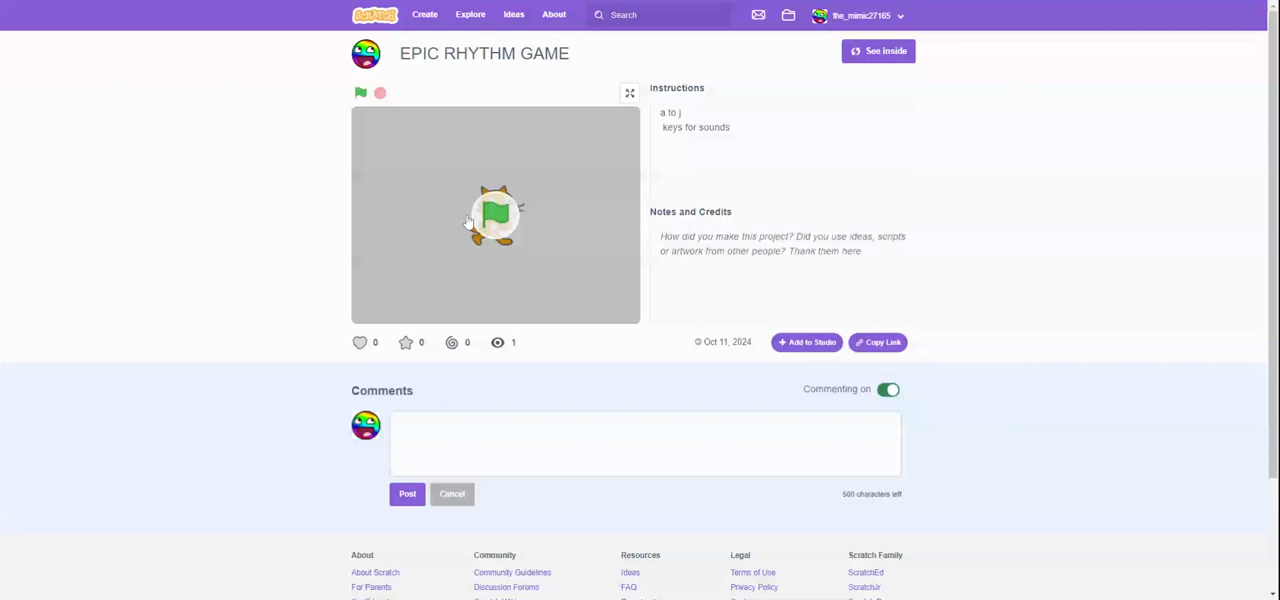 SCRATCH Create Explore Ideas About Search the_mimic27165
EPIC RHYTHM GAME See inside
Instructions
a to j
keys for sounds
Notes and Credits
How did you make this project? Did you use ideas, scripts
or artwork from other people? Thank them here.
0 0 0 1 © Oct 11, 2024 Add to Studio Copy Link
Comments Commenting on
Post Cancel 500 characters left
About Community Resources Legal Scratch Family
About Scratch Community Guidelines Ideas Terms of Use ScratchEd
For Parents Discussion Forums FAQ Privacy Policy ScratchJr